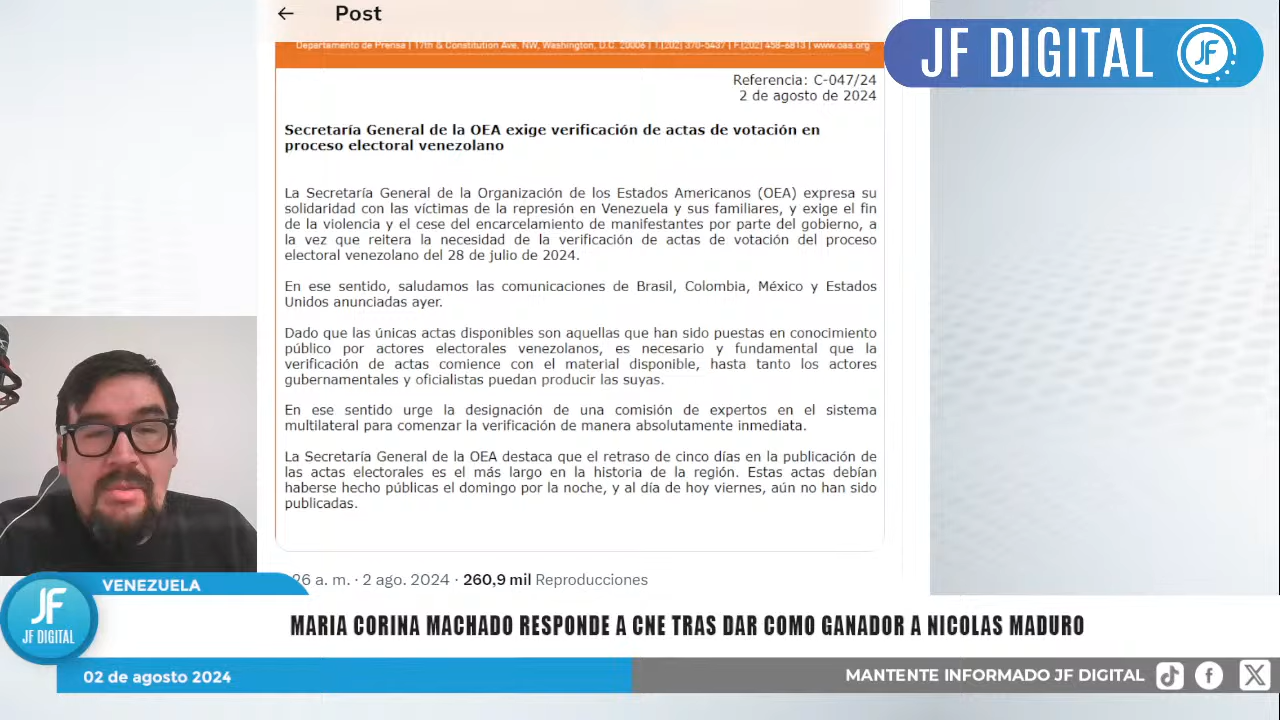 Post
JF DIGITAL
JF
Departamento de Prensa | 17th & Constitution Ave, NW, Washington, D.C. 20006 | T.(202) 370-5437 | F.(202) 458-6813 | www.oas.org
Referencia: C-047/24
2 de agosto de 2024
Secretaría General de la OEA exige verificación de actas de votación en
proceso electoral venezolano
La Secretaría General de la Organización de los Estados Americanos (OEA) expresa su
solidaridad con las víctimas de la represión en Venezuela y sus familiares, y exige el fin
de la violencia y el cese del encarcelamiento de manifestantes por parte del gobierno, a
la vez que reitera la necesidad de la verificación de actas de votación del proceso
electoral venezolano del 28 de julio de 2024.
En ese sentido, saludamos las comunicaciones de Brasil, Colombia, México y Estados
Unidos anunciadas ayer.
Dado que las únicas actas disponibles son aquellas que han sido puestas en conocimiento
público por actores electorales venezolanos, es necesario y fundamental que la
verificación de actas comience con el material disponible, hasta tanto los actores
gubernamentales y oficialistas puedan producir las suyas.
En ese sentido urge la designación de una comisión de expertos en el sistema
multilateral para comenzar la verificación de manera absolutamente inmediata.
La Secretaría General de la OEA destaca que el retraso de cinco días en la publicación de
las actas electorales es el más largo en la historia de la región. Estas actas debían
haberse hecho públicas el domingo por la noche, y al día de hoy viernes, aún no han sido
publicadas.
26 a. m. · 2 ago. 2024 · 260,9 mil Reproducciones
VENEZUELA
JF
JF DIGITAL
MARIA CORINA MACHADO RESPONDE A CNE TRAS DAR COMO GANADOR A NICOLAS MADURO
02 de agosto 2024
MANTENTE INFORMADO JF DIGITAL